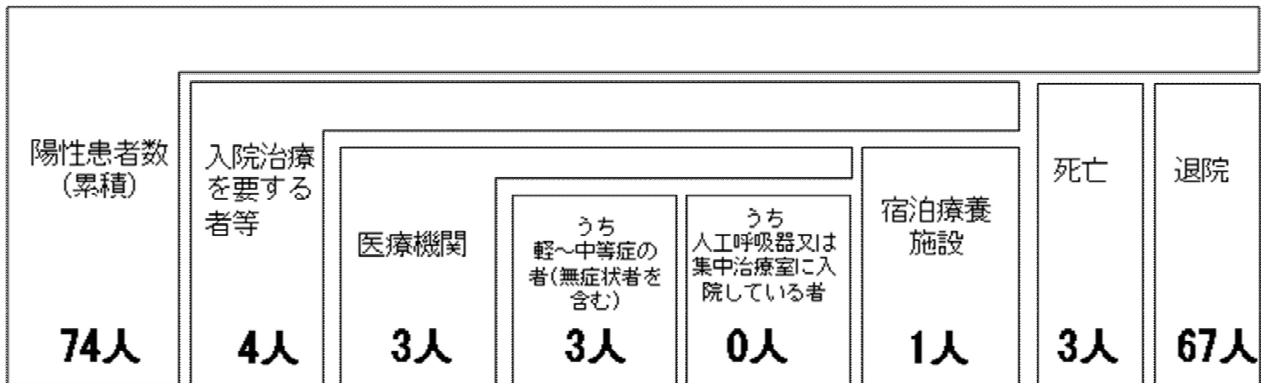 陽性患者数
(累積)
74人
入院治療
を要する
者等
4人
医療機関
3人
うち
軽～中等症の
者(無症状者を
含む)
3人
うち
人工呼吸器又は
集中治療室に入
院している者
0人
宿泊療養
施設
1人
死亡
3人
退院
67人